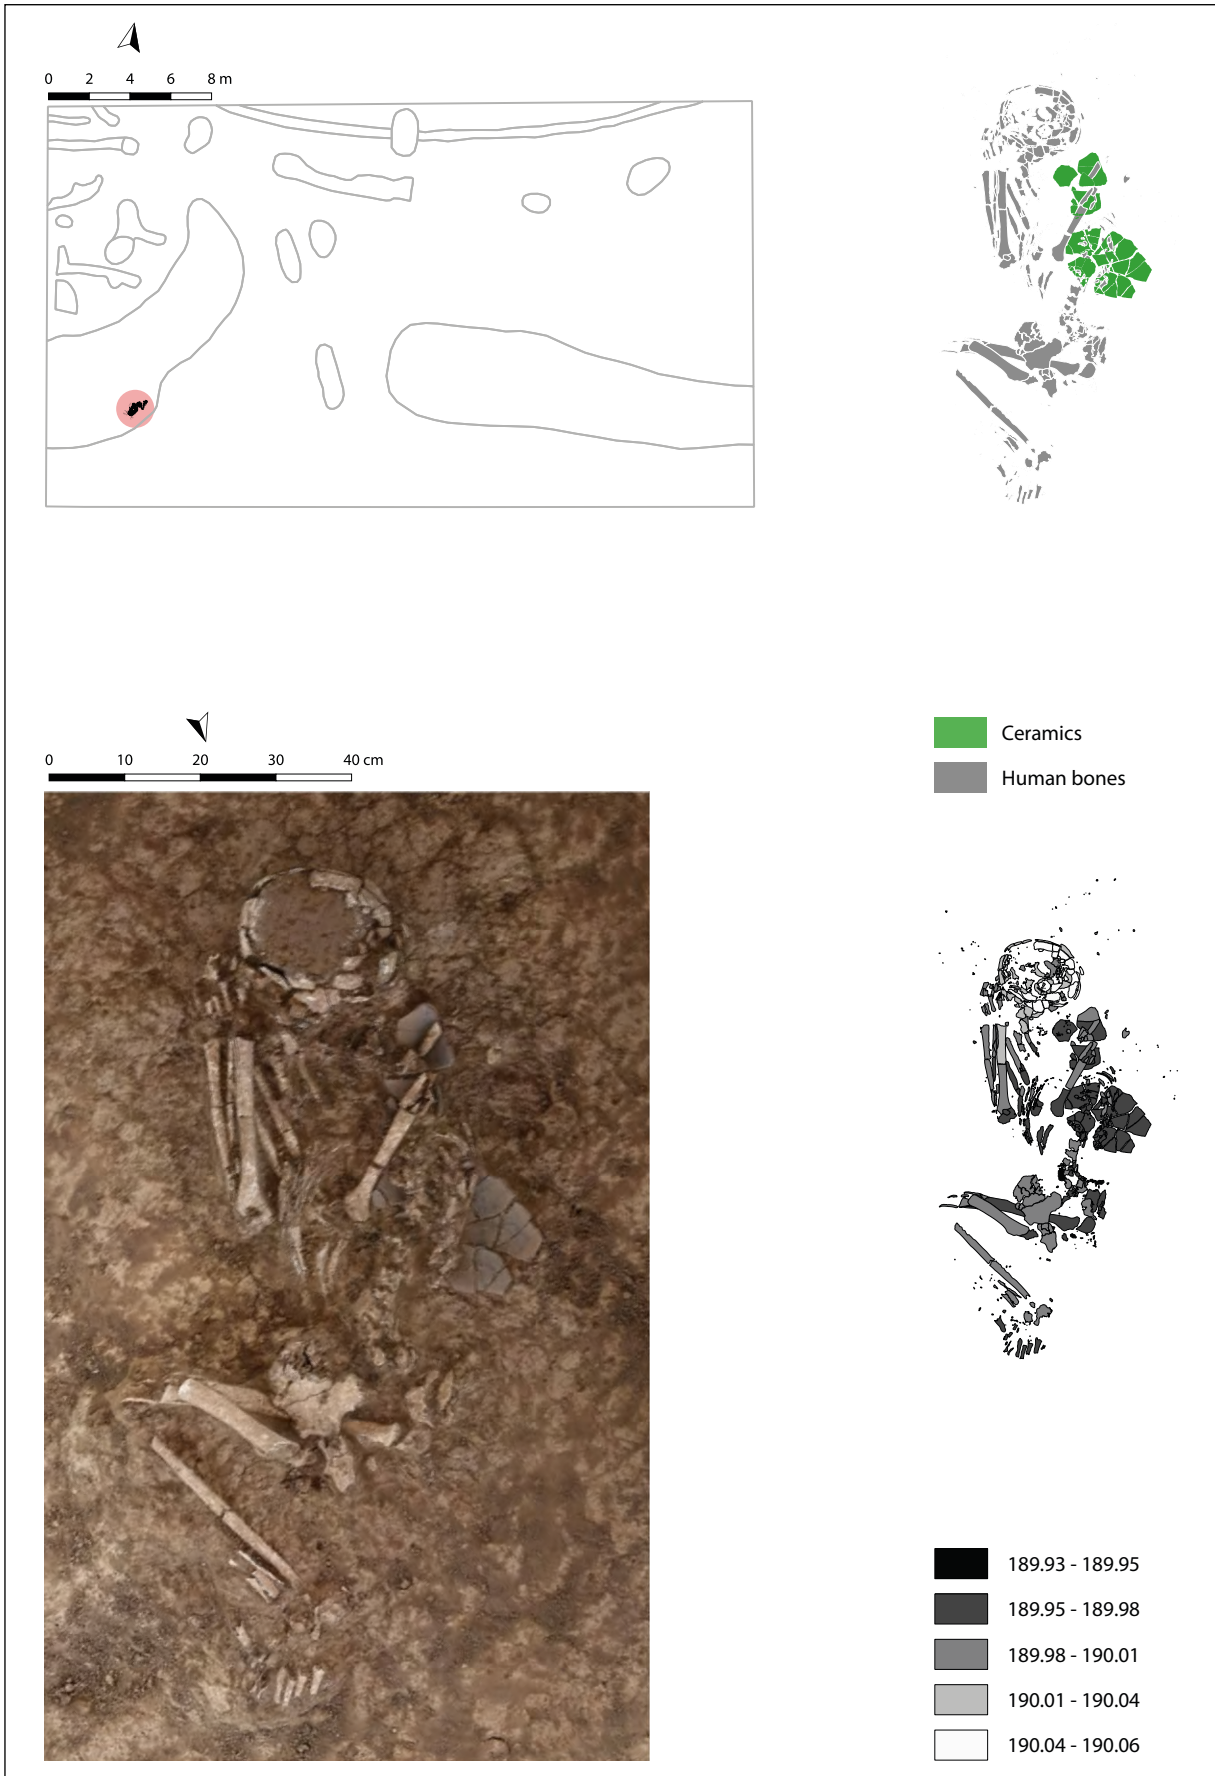 0 2 4 6 8 m
0 10 20 30 40 cm
Ceramics
Human bones
189.93 - 189.95
189.95 - 189.98
189.98 - 190.01
190.01 - 190.04
190.04 - 190.06